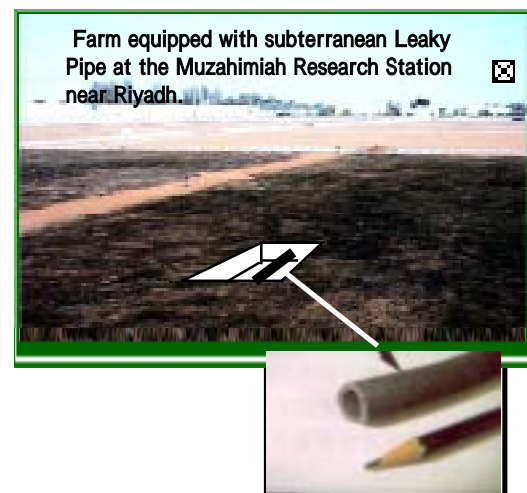 Farm equipped with subterranean Leaky
Pipe at the Muzahimiah Research Station
near Riyadh.